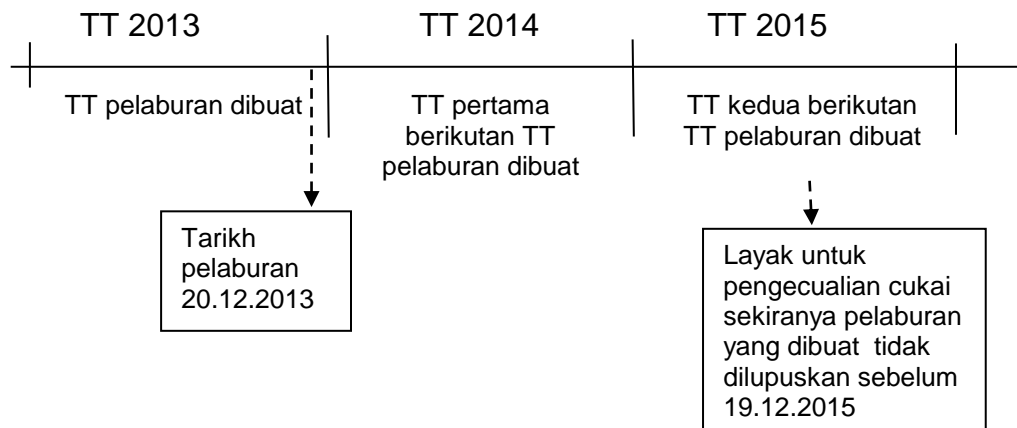 TT 2013
TT 2014
TT 2015
TT pelaburan dibuat
TT pertama
berikutan TT
pelaburan dibuat
TT kedua berikutan
TT pelaburan dibuat
Tarikh
pelaburan
20.12.2013
Layak untuk
pengecualian cukai
sekiranya pelaburan
yang dibuat tidak
dilupuskan sebelum
19.12.2015